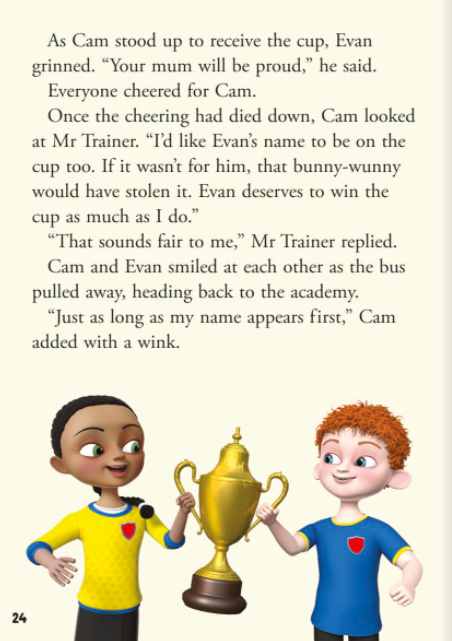 As Cam stood up to receive the cup, Evan
grinned. “Your mum will be proud,” he said.
Everyone cheered for Cam.
Once the cheering had died down, Cam looked
at Mr Trainer. “I’d like Evan’s name to be on the
cup too. If it wasn’t for him, that bunny-wunny
would have stolen it. Evan deserves to win the
cup as much as I do.”
“That sounds fair to me,” Mr Trainer replied.
Cam and Evan smiled at each other as the bus
pulled away, heading back to the academy.
“Just as long as my name appears first,” Cam
added with a wink.
24